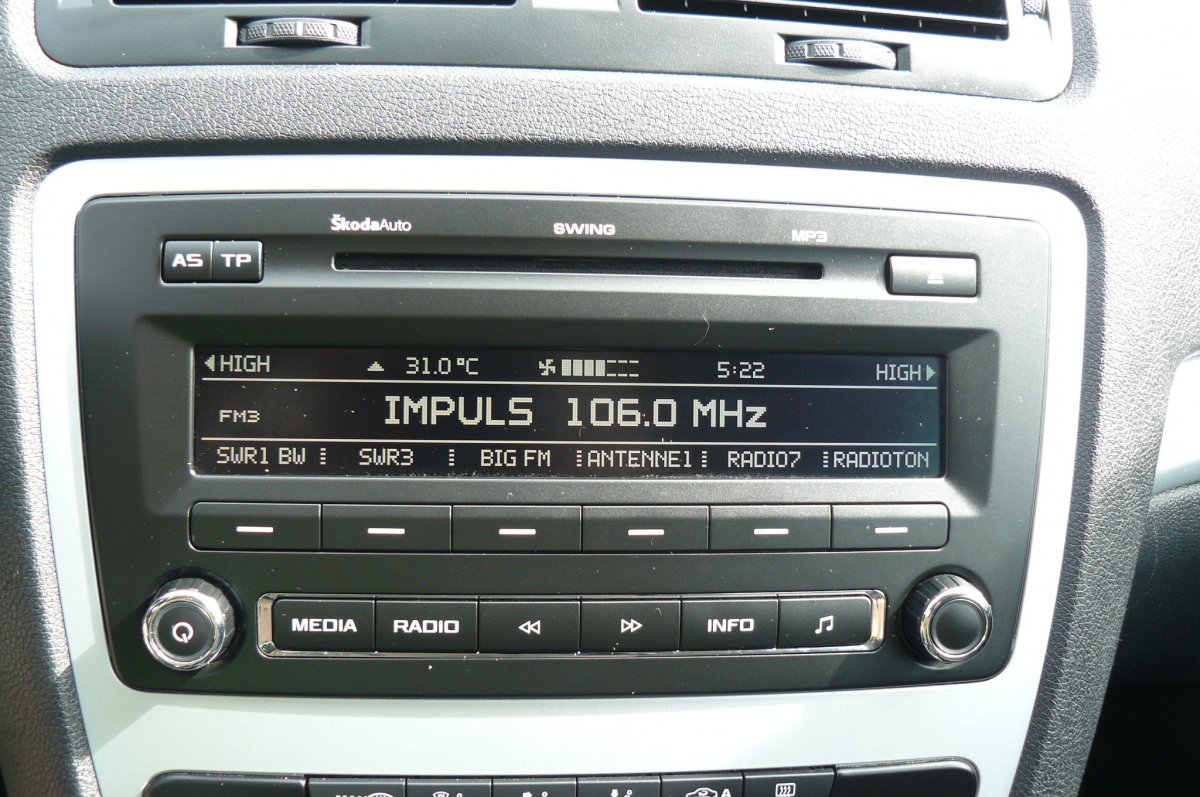 ŠkodaAuto SWING MP3
AS TP
HIGH 31.0 °C 5:22 HIGH
FM3 IMPULS 106.0 MHz
SWR1 BW SWR3 BIG FM ANTENNE1 RADIO7 RADIOTON
MEDIA RADIO INFO
A